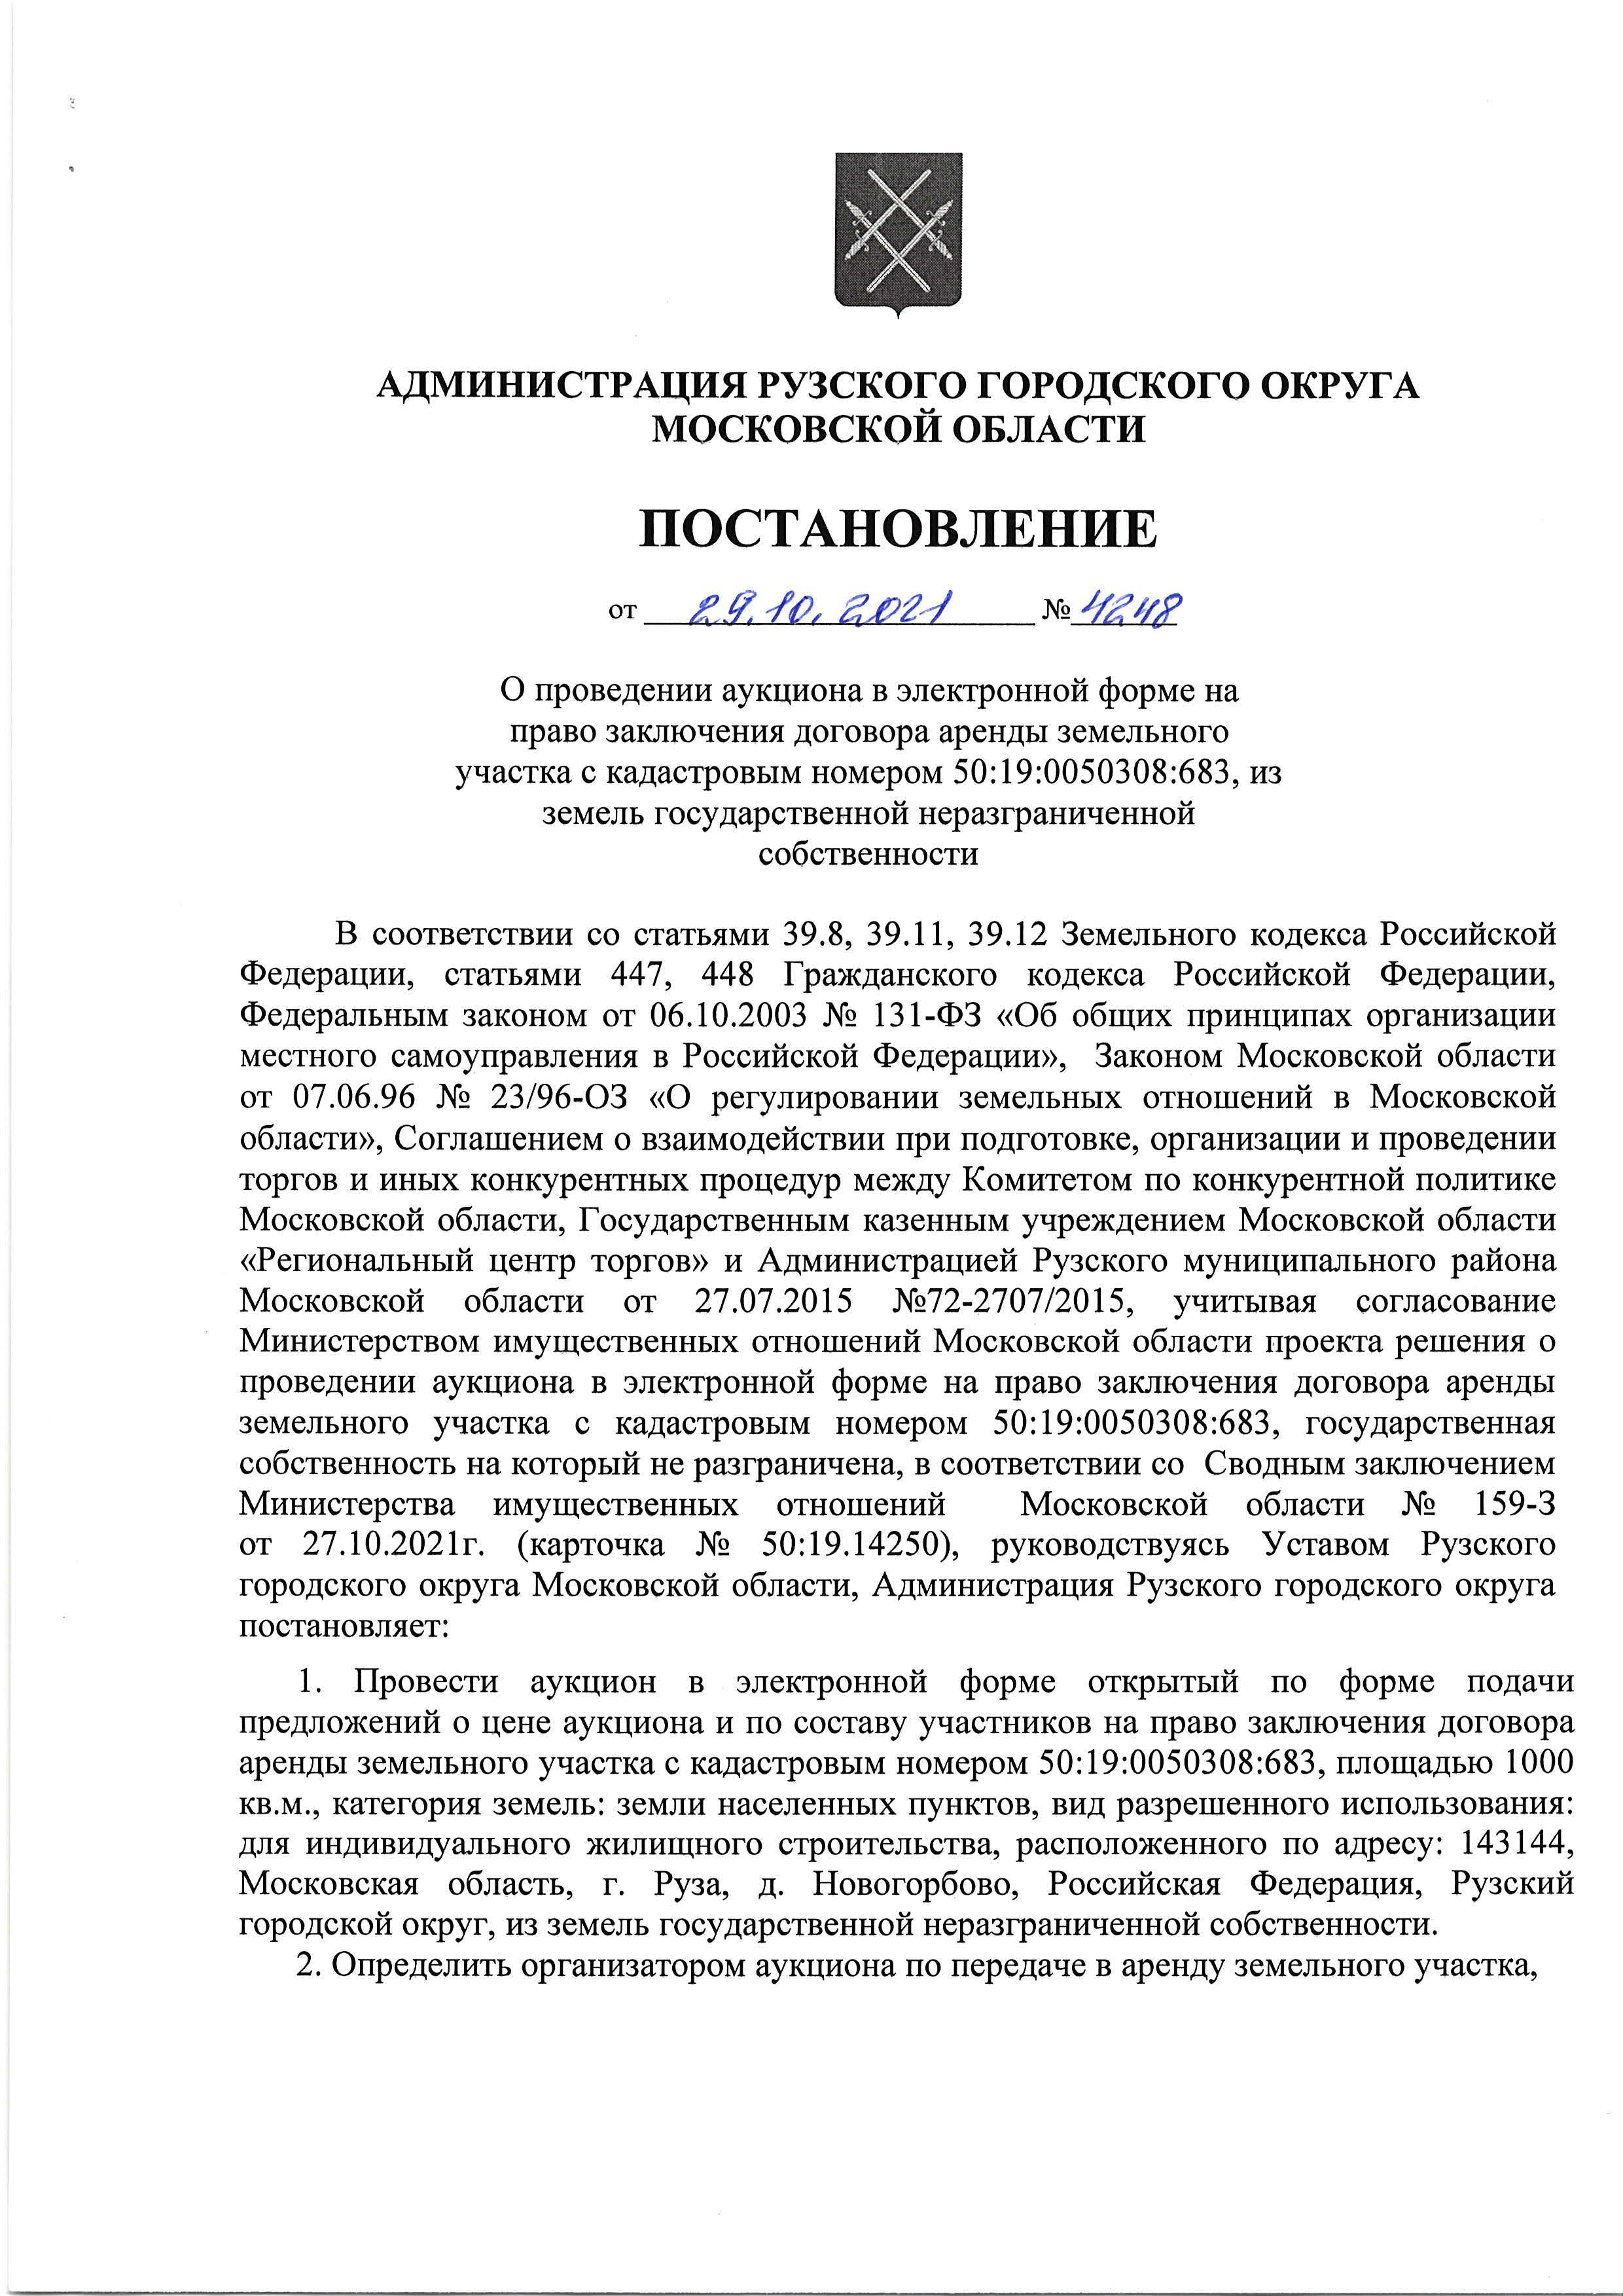 АДМИНИСТРАЦИЯ РУЗСКОГО ГОРОДСКОГО ОКРУГА
МОСКОВСКОЙ ОБЛАСТИ
ПОСТАНОВЛЕНИЕ
от 29.10.2021 № 4248
О проведении аукциона в электронной форме на
право заключения договора аренды земельного
участка с кадастровым номером 50:19:0050308:683, из
земель государственной неразграниченной
собственности
В соответствии со статьями 39.8, 39.11, 39.12 Земельного кодекса Российской
Федерации, статьями 447, 448 Гражданского кодекса Российской Федерации,
Федеральным законом от 06.10.2003 № 131-ФЗ «Об общих принципах организации
местного самоуправления в Российской Федерации», Законом Московской области
от 07.06.96 № 23/96-ОЗ «О регулировании земельных отношений в Московской
области», Соглашением о взаимодействии при подготовке, организации и проведении
торгов и иных конкурентных процедур между Комитетом по конкурентной политике
Московской области, Государственным казенным учреждением Московской области
«Региональный центр торгов» и Администрацией Рузского муниципального района
Московской области от 27.07.2015 №72-2707/2015, учитывая согласование
Министерством имущественных отношений Московской области проекта решения о
проведении аукциона в электронной форме на право заключения договора аренды
земельного участка с кадастровым номером 50:19:0050308:683, государственная
собственность на который не разграничена, в соответствии со Сводным заключением
Министерства имущественных отношений Московской области № 159-З
от 27.10.2021г. (карточка № 50:19.14250), руководствуясь Уставом Рузского
городского округа Московской области, Администрация Рузского городского округа
постановляет:
1. Провести аукцион в электронной форме открытый по форме подачи
предложений о цене аукциона и по составу участников на право заключения договора
аренды земельного участка с кадастровым номером 50:19:0050308:683, площадью 1000
кв.м., категория земель: земли населенных пунктов, вид разрешенного использования:
для индивидуального жилищного строительства, расположенного по адресу: 143144,
Московская область, г. Руза, д. Новогорбово, Российская Федерация, Рузский
городской округ, из земель государственной неразграниченной собственности.
2. Определить организатором аукциона по передаче в аренду земельного участка,